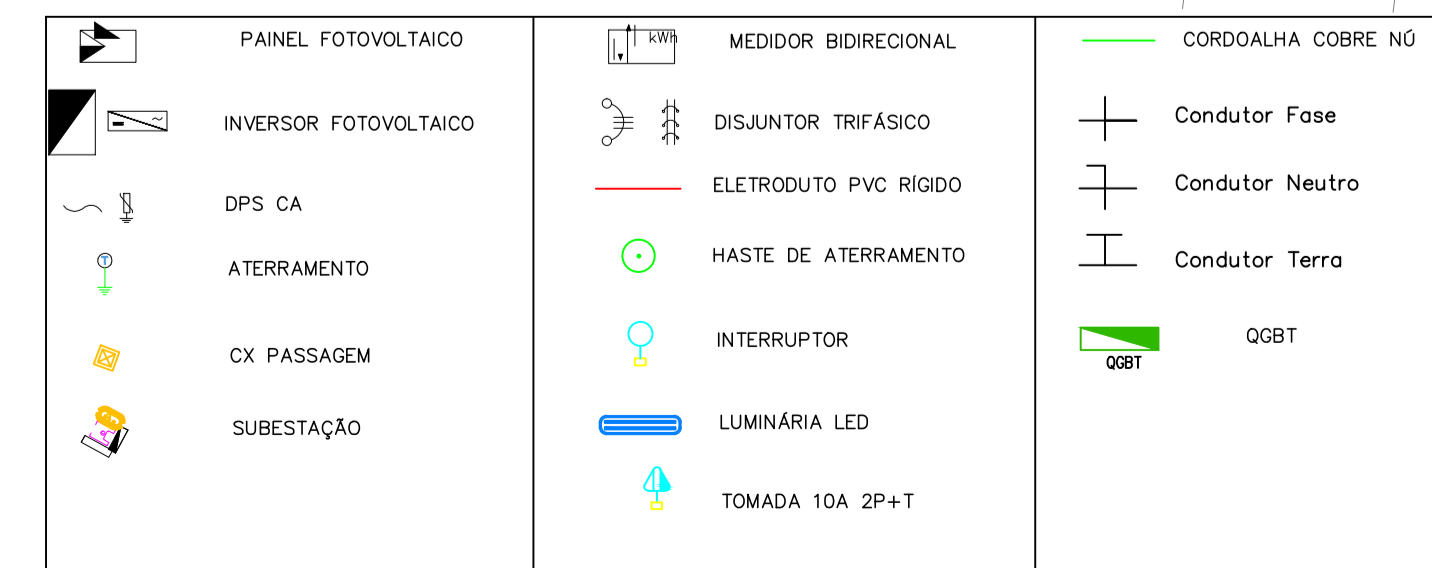 PAINEL FOTOVOLTAICO
INVERSOR FOTOVOLTAICO
DPS CA
T
ATERRAMENTO
CX PASSAGEM
SUBESTAÇÃO
kWh
MEDIDOR BIDIRECIONAL
DISJUNTOR TRIFÁSICO
ELETRODUTO PVC RÍGIDO
HASTE DE ATERRAMENTO
INTERRUPTOR
LUMINÁRIA LED
TOMADA 10A 2P+T
CORDOALHA COBRE NÚ
Condutor Fase
Condutor Neutro
Condutor Terra
QGBT
QGBT